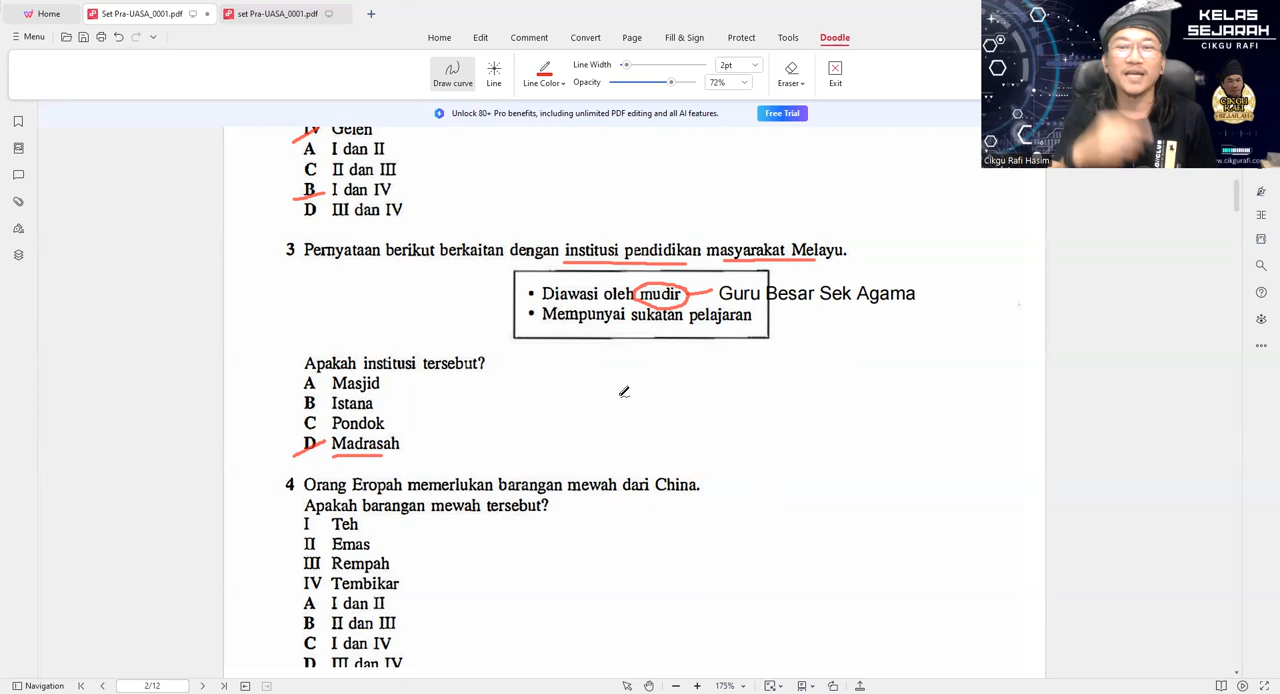 Home
Set Pra-UASA_0001.pdf
set Pra-UASA_0001.pdf
Menu
Home Edit Comment Convert Page Fill & Sign Protect Tools Doodle
Draw curve
Line
Line Color
Line Width
2pt
Opacity
72%
Eraser
Exit
Unlock 80+ Pro benefits, including unlimited PDF editing and all AI features.
Free Trial
KELAS
SEJARAH
CIKGU RAFI
CIKGU
RAFI
SEJARAH
Cikgu Rafi Hasim
www.cikgurafi.co
IV Gelen
A I dan II
C II dan III
B I dan IV
D III dan IV
3 Pernyataan berikut berkaitan dengan institusi pendidikan masyarakat Melayu.
• Diawasi oleh mudir Guru Besar Sek Agama
• Mempunyai sukatan pelajaran
Apakah institusi tersebut?
A Masjid
B Istana
C Pondok
D Madrasah
4 Orang Eropah memerlukan barangan mewah dari China.
Apakah barangan mewah tersebut?
I Teh
II Emas
III Rempah
IV Tembikar
A I dan II
B II dan III
C I dan IV
D III dan IV
Navigation
2/12
175%